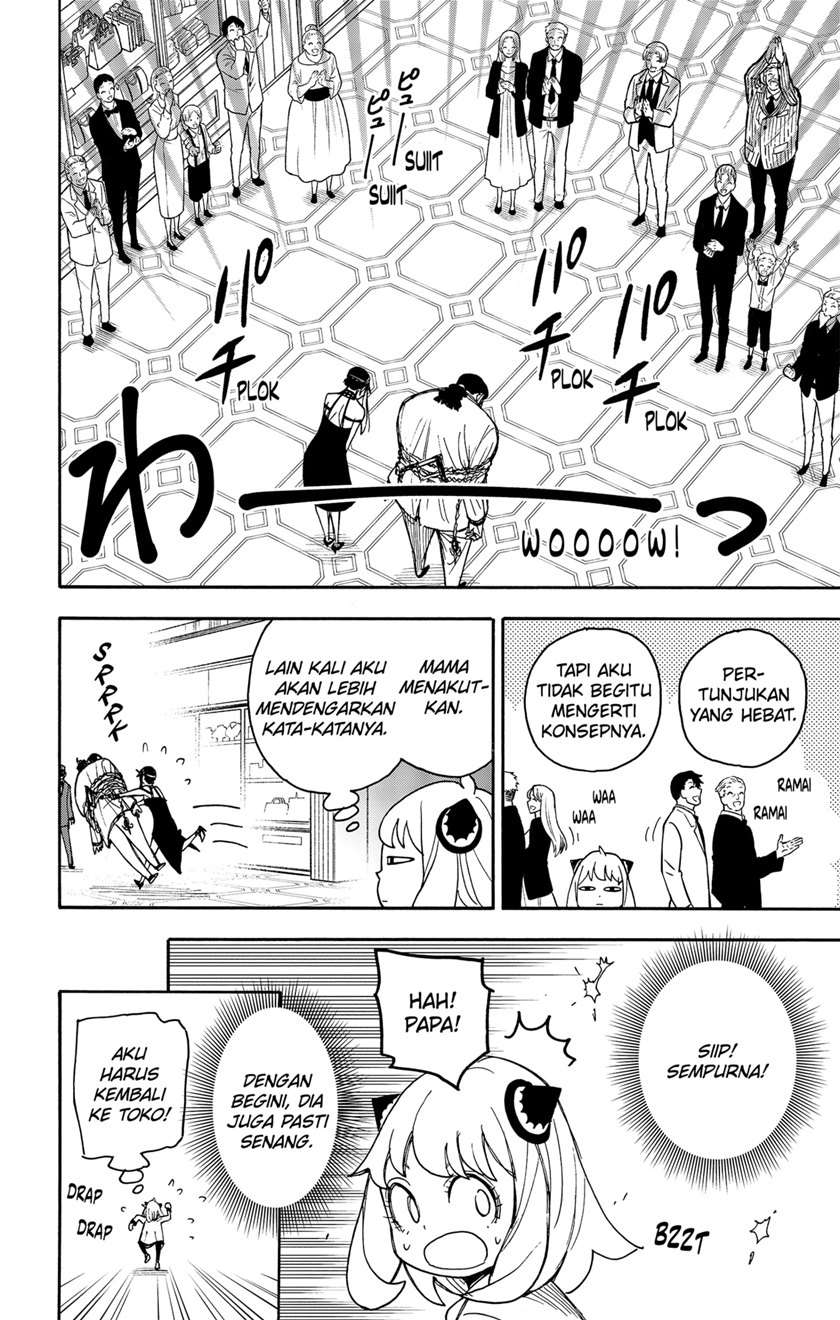 ピューッ
ピューッ
SUIIT
SUIIT
パチ
PLOK
パチ
PLOK
パチ
PLOK
わーっ
WOOOOW!
PER-
TUNJUKAN
YANG HEBAT.
TAPI AKU
TIDAK BEGITU
MENGERTI
KONSEPNYA.
RAMAI
RAMAI
WAA
WAA
MAMA
MENAKUT-
KAN.
LAIN KALI AKU
AKAN LEBIH
MENDENGARKAN
KATA-KATANYA.
SRPRPK
SIIP!
SEMPURNA!
HAH!
PAPA!
BZZT
DENGAN
BEGINI, DIA
JUGA PASTI
SENANG.
AKU
HARUS
KEMBALI
KE TOKO!
DRAP
DRAP